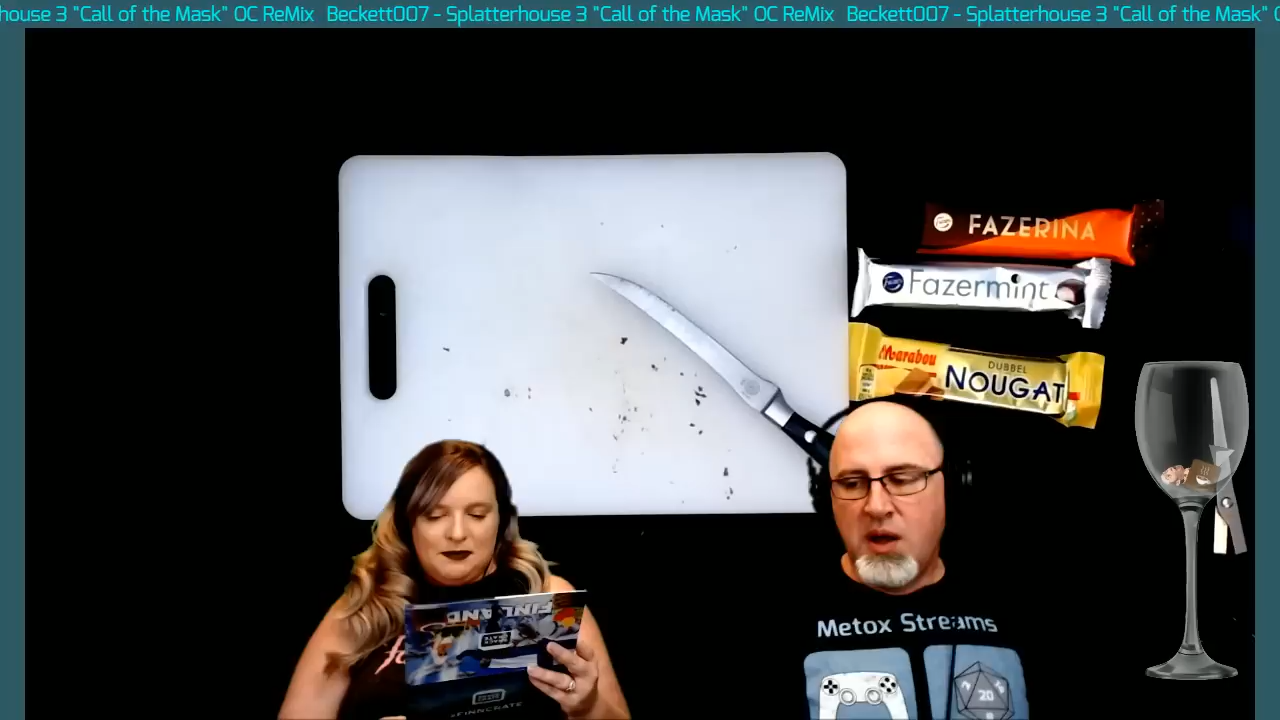 house 3 "Call of the Mask" OC ReMix Beckett007 - Splatterhouse 3 "Call of the Mask" OC ReMix Beckett007 - Splatterhouse 3 "Call of the Mask"
FAZERINA
Fazermint
Marabou
DUBBEL
NOUGAT
FINLAND
#FINNCRATE
Metox Streams
20